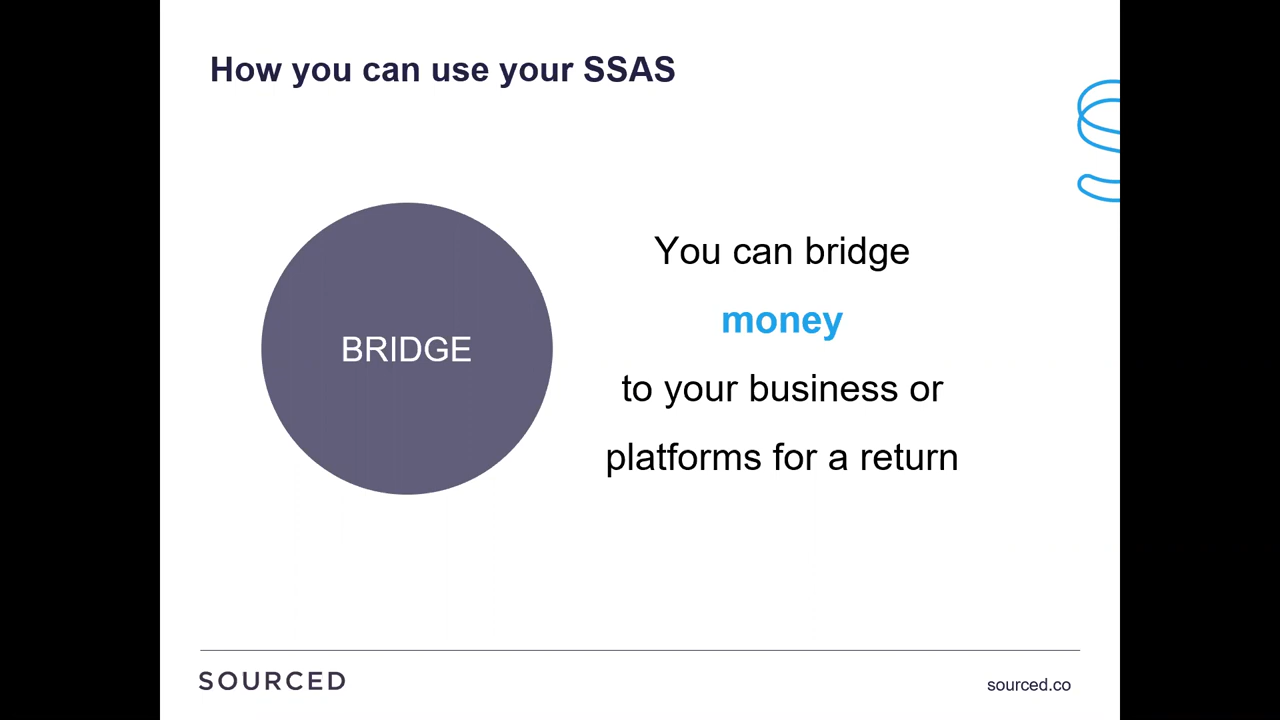 How you can use your SSAS
BRIDGE
You can bridge
money
to your business or
platforms for a return
SOURCED
sourced.co